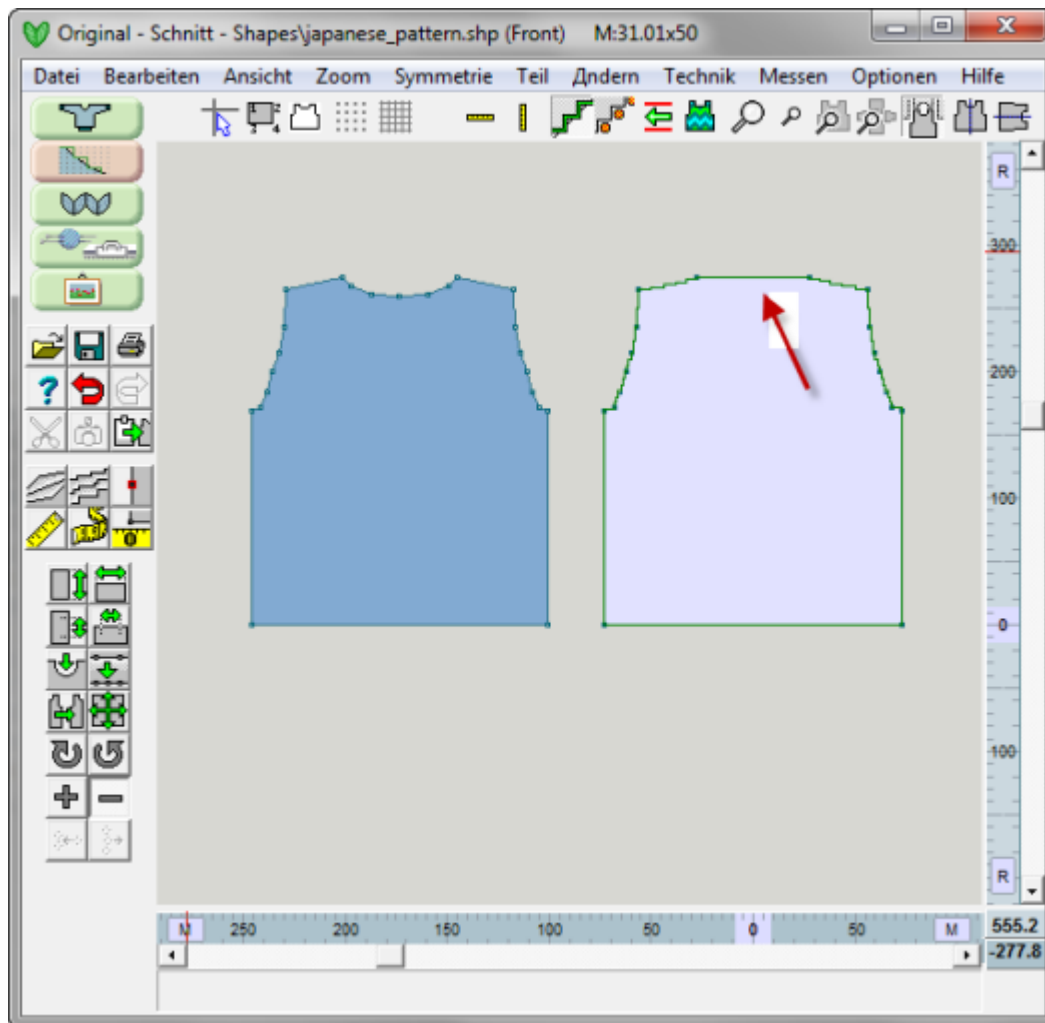 Original - Schnitt - Shapes\japanese_pattern.shp (Front) M:31.01x50
Datei Bearbeiten Ansicht Zoom Symmetrie Teil Дndern Technik Messen Optionen Hilfe
R
300
200
100
0
100
R
M 250 200 150 100 50 0 50 M 555.2
-277.8